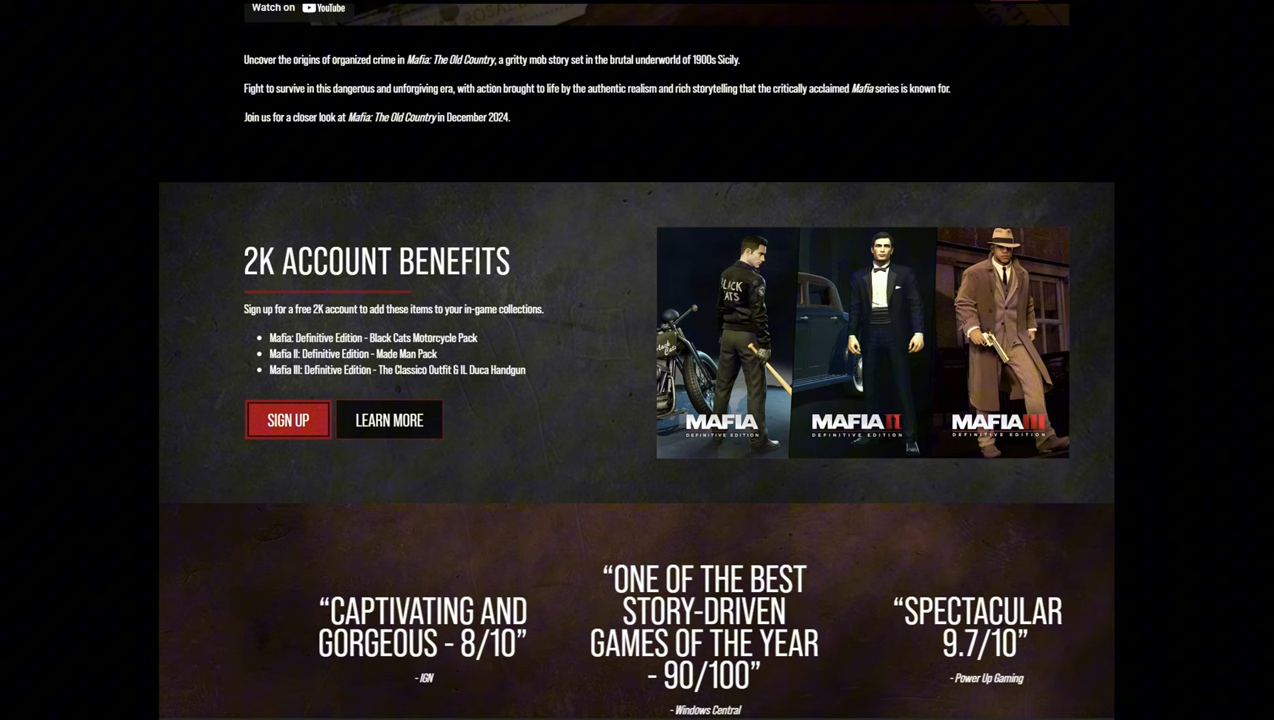 Watch on YouTube
Uncover the origins of organized crime in Mafia: The Old Country, a gritty mob story set in the brutal underworld of 1900s Sicily.
Fight to survive in this dangerous and unforgiving era, with action brought to life by the authentic realism and rich storytelling that the critically acclaimed Mafia series is known for.
Join us for a closer look at Mafia: The Old Country in December 2024.
2K ACCOUNT BENEFITS
Sign up for a free 2K account to add these items to your in-game collections.
• Mafia: Definitive Edition - Black Cats Motorcycle Pack
• Mafia II: Definitive Edition - Made Man Pack
• Mafia III: Definitive Edition - The Classico Outfit & IL Duca Handgun
SIGN UP
LEARN MORE
BLACK
CATS
Black
Cats
MAFIA
DEFINITIVE EDITION
MAFIA II
DEFINITIVE EDITION
MAFIA III
DEFINITIVE EDITION
“CAPTIVATING AND
GORGEOUS - 8/10”
- IGN
“ONE OF THE BEST
STORY-DRIVEN
GAMES OF THE YEAR
- 90/100”
- Windows Central
“SPECTACULAR
9.7/10”
- Power Up Gaming